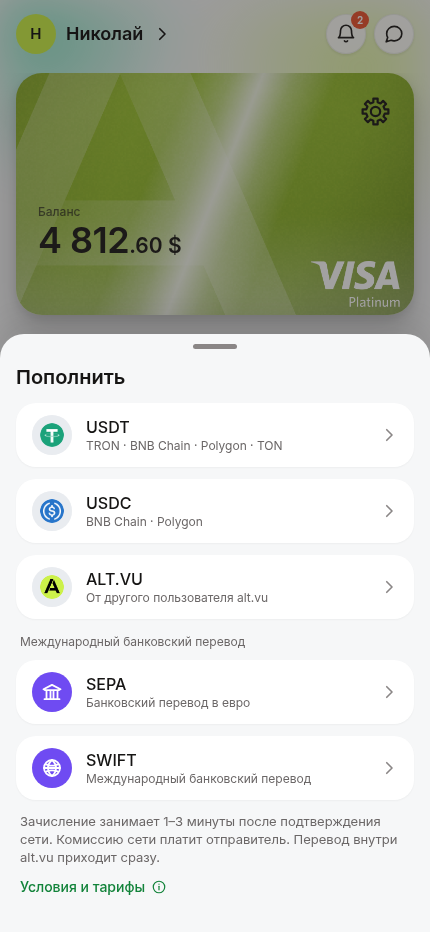 Н
Николай
2
Баланс
4 812.60 $
VISA
Platinum
Пополнить
USDT
TRON · BNB Chain · Polygon · TON
USDC
BNB Chain · Polygon
ALT.VU
От другого пользователя alt.vu
Международный банковский перевод
SEPA
Банковский перевод в евро
SWIFT
Международный банковский перевод
Зачисление занимает 1–3 минуты после подтверждения
сети. Комиссию сети платит отправитель. Перевод внутри
alt.vu приходит сразу.
Условия и тарифы